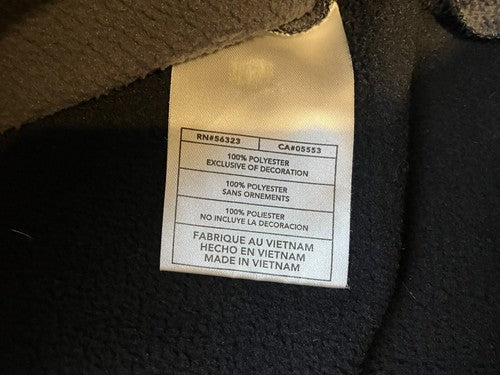 RN#56323 CA#05553
100% POLYESTER
EXCLUSIVE OF DECORATION
100% POLYESTER
SANS ORNEMENTS
100% POLIESTER
NO INCLUYE LA DECORACION
FABRIQUE AU VIETNAM
HECHO EN VIETNAM
MADE IN VIETNAM